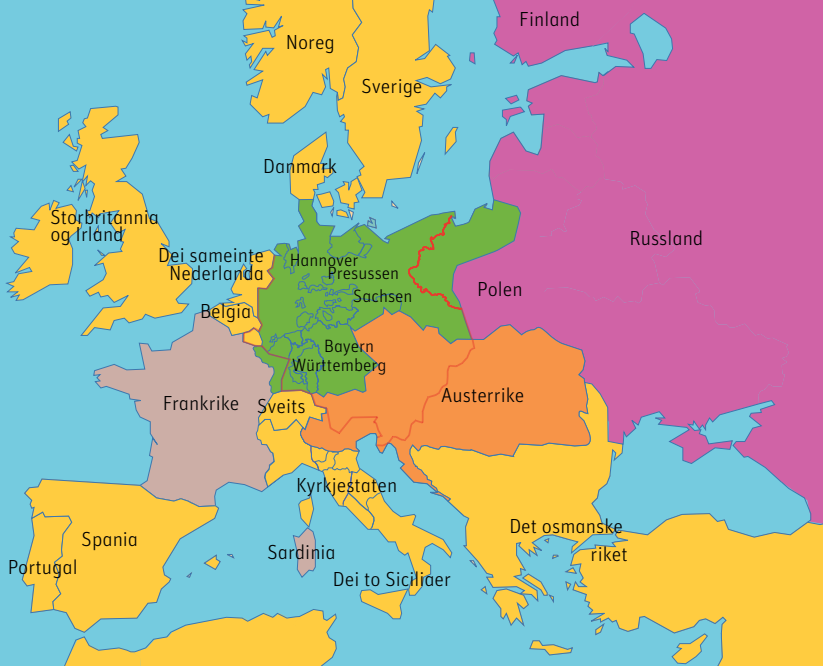 Finland
Noreg
Sverige
Danmark
Storbritannia
og Irland
Dei sameinte
Nederlanda
Hannover
Presussen
Russland
Sachsen
Polen
Belgia
Bayern
Württemberg
Austerrike
Frankrike
Sveits
Kyrkjestaten
Det osmanske
riket
Spania
Sardinia
Portugal
Dei to Siciliaer